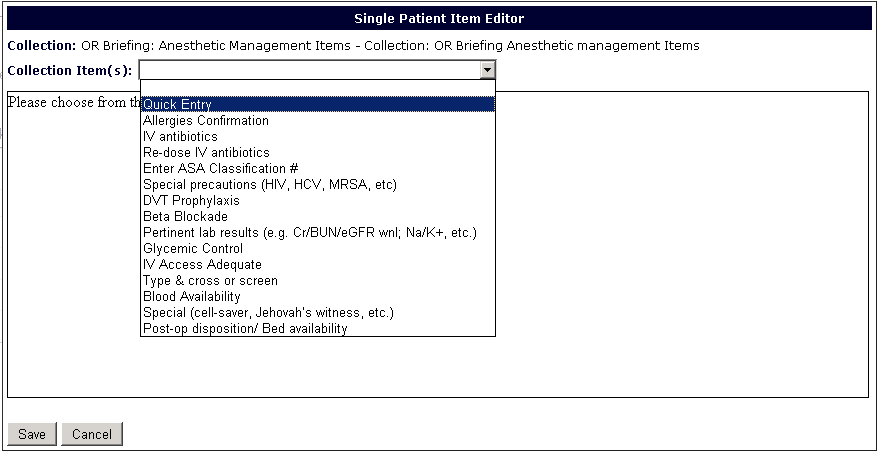 Single Patient Item Editor
Collection: OR Briefing: Anesthetic Management Items - Collection: OR Briefing Anesthetic management Items
Collection Item(s):
Please choose from th
Quick Entry
Allergies Confirmation
IV antibiotics
Re-dose IV antibiotics
Enter ASA Classification #
Special precautions (HIV, HCV, MRSA, etc)
DVT Prophylaxis
Beta Blockade
Pertinent lab results (e.g. Cr/BUN/eGFR wnl; Na/K+, etc.)
Glycemic Control
IV Access Adequate
Type & cross or screen
Blood Availability
Special (cell-saver, Jehovah's witness, etc.)
Post-op disposition/ Bed availability
Save Cancel